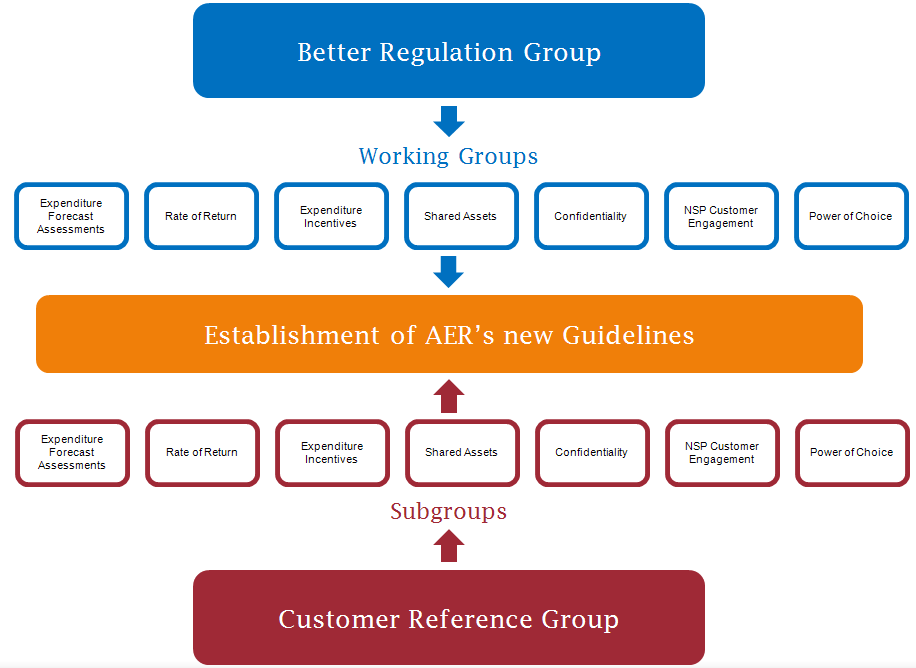 Better Regulation Group
Working Groups
Expenditure
Forecast
Assessments
Rate of Return
Expenditure
Incentives
Shared Assets
Confidentiality
NSP Customer
Engagement
Power of Choice
Establishment of AER’s new Guidelines
Expenditure
Forecast
Assessments
Rate of Return
Expenditure
Incentives
Shared Assets
Confidentiality
NSP Customer
Engagement
Power of Choice
Subgroups
Customer Reference Group